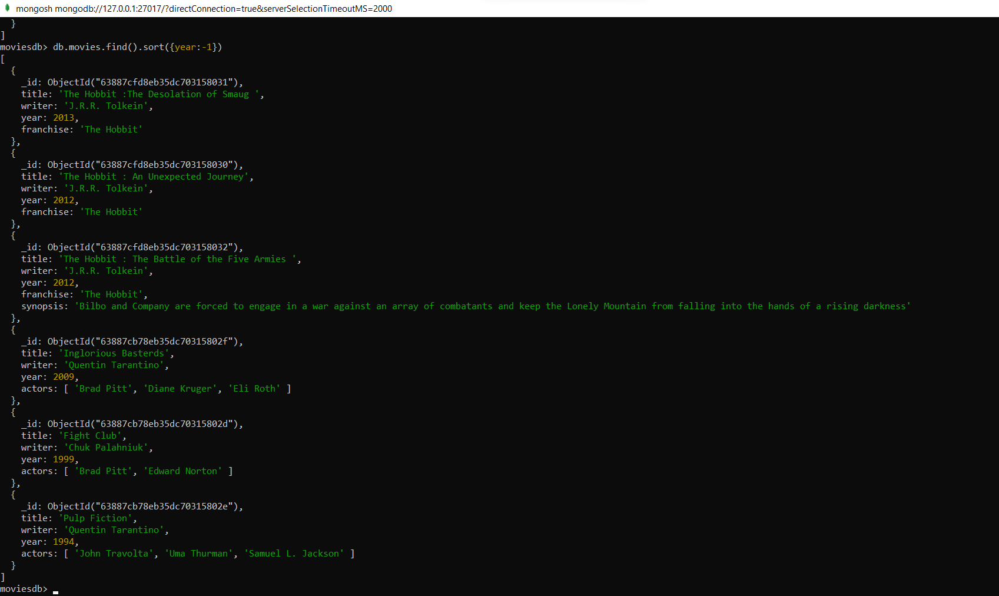 mongosh mongodb://127.0.0.1:27017/?directConnection=true&serverSelectionTimeoutMS=2000
  }
]
moviesdb> db.movies.find().sort({year:-1})
[
  {
    _id: ObjectId("63887cfd8eb35dc703158031"),
    title: 'The Hobbit :The Desolation of Smaug ',
    writer: 'J.R.R. Tolkein',
    year: 2013,
    franchise: 'The Hobbit'
  },
  {
    _id: ObjectId("63887cfd8eb35dc703158030"),
    title: 'The Hobbit : An Unexpected Journey',
    writer: 'J.R.R. Tolkein',
    year: 2012,
    franchise: 'The Hobbit'
  },
  {
    _id: ObjectId("63887cfd8eb35dc703158032"),
    title: 'The Hobbit : The Battle of the Five Armies ',
    writer: 'J.R.R. Tolkein',
    year: 2012,
    franchise: 'The Hobbit',
    synopsis: 'Bilbo and Company are forced to engage in a war against an array of combatants and keep the Lonely Mountain from falling into the hands of a rising darkness'
  },
  {
    _id: ObjectId("63887cb78eb35dc70315802f"),
    title: 'Inglorious Basterds',
    writer: 'Quentin Tarantino',
    year: 2009,
    actors: [ 'Brad Pitt', 'Diane Kruger', 'Eli Roth' ]
  },
  {
    _id: ObjectId("63887cb78eb35dc70315802d"),
    title: 'Fight Club',
    writer: 'Chuk Palahniuk',
    year: 1999,
    actors: [ 'Brad Pitt', 'Edward Norton' ]
  },
  {
    _id: ObjectId("63887cb78eb35dc70315802e"),
    title: 'Pulp Fiction',
    writer: 'Quentin Tarantino',
    year: 1994,
    actors: [ 'John Travolta', 'Uma Thurman', 'Samuel L. Jackson' ]
  }
]
moviesdb>